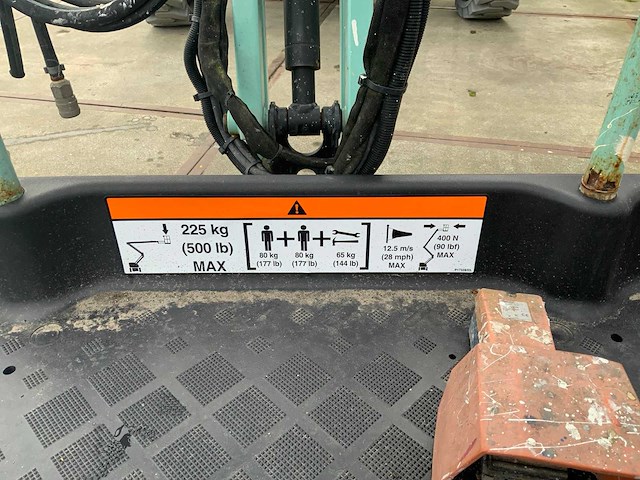 225 kg
(500 lb)
MAX
80 kg
(177 lb)
80 kg
(177 lb)
65 kg
(144 lb)
12.5 m/s
(28 mph)
MAX
400 N
(90 lbf)
MAX